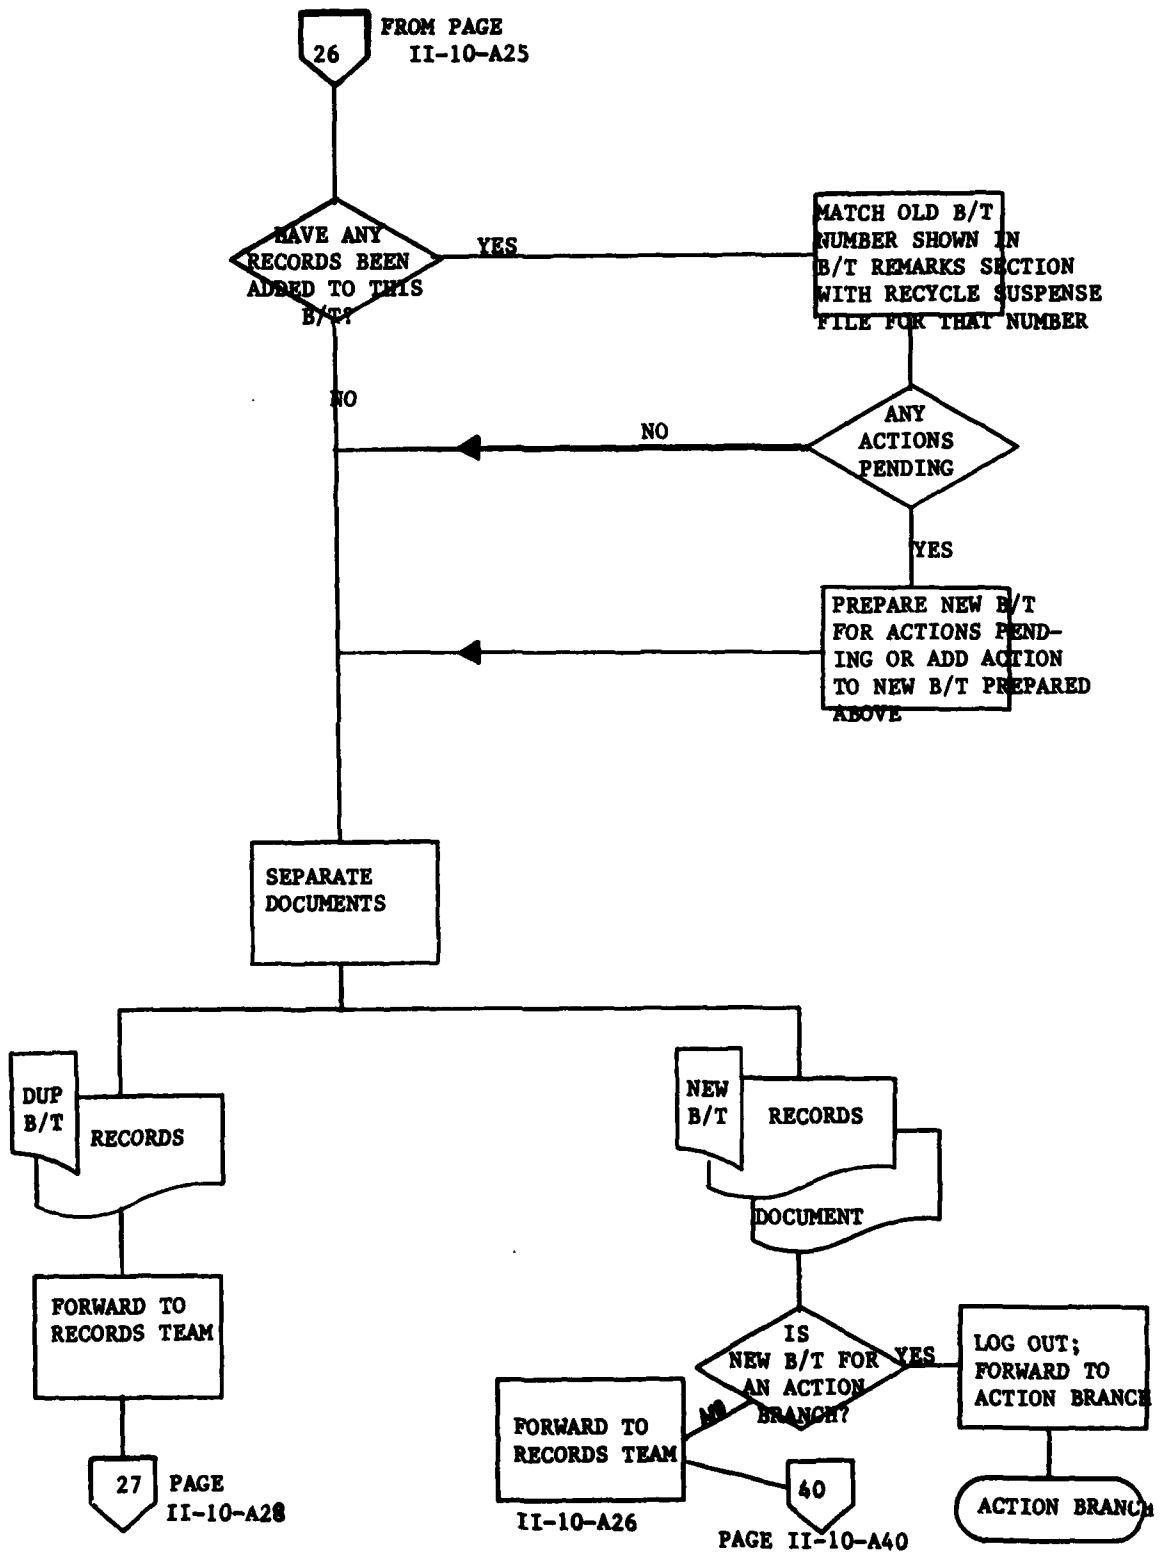 26
FROM PAGE
II-10-A25
HAVE ANY
RECORDS BEEN
ADDED TO THIS
B/T?
YES
MATCH OLD B/T
NUMBER SHOWN IN
B/T REMARKS SECTION
WITH RECYCLE SUSPENSE
FILE FOR THAT NUMBER
NO
NO
ANY
ACTIONS
PENDING
YES
PREPARE NEW B/T
FOR ACTIONS PEND-
ING OR ADD ACTION
TO NEW B/T PREPARED
ABOVE
SEPARATE
DOCUMENTS
DUP
B/T
RECORDS
NEW
B/T
RECORDS
DOCUMENT
FORWARD TO
RECORDS TEAM
IS
NEW B/T FOR
AN ACTION
BRANCH?
YES
LOG OUT;
FORWARD TO
ACTION BRANCH
NO
FORWARD TO
RECORDS TEAM
27
PAGE
II-10-A28
II-10-A26
40
PAGE II-10-A40
ACTION BRANCH